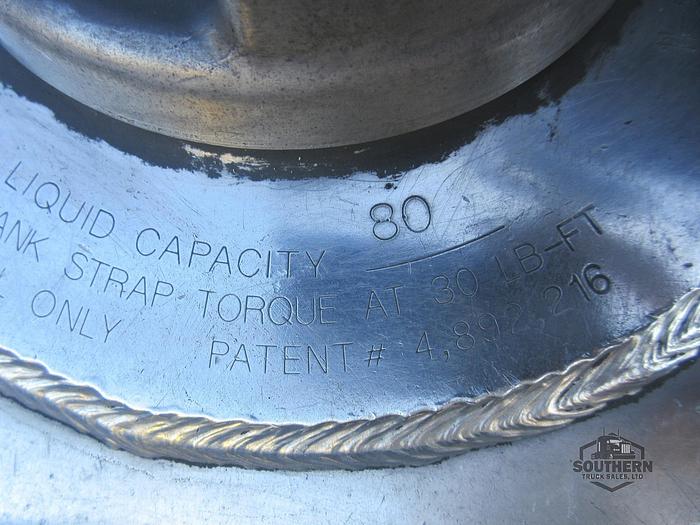 LIQUID CAPACITY 80
ANK STRAP TORQUE AT 30 LB-FT
ONLY PATENT # 4,892,216
SOUTHERN
TRUCK SALES, LTD